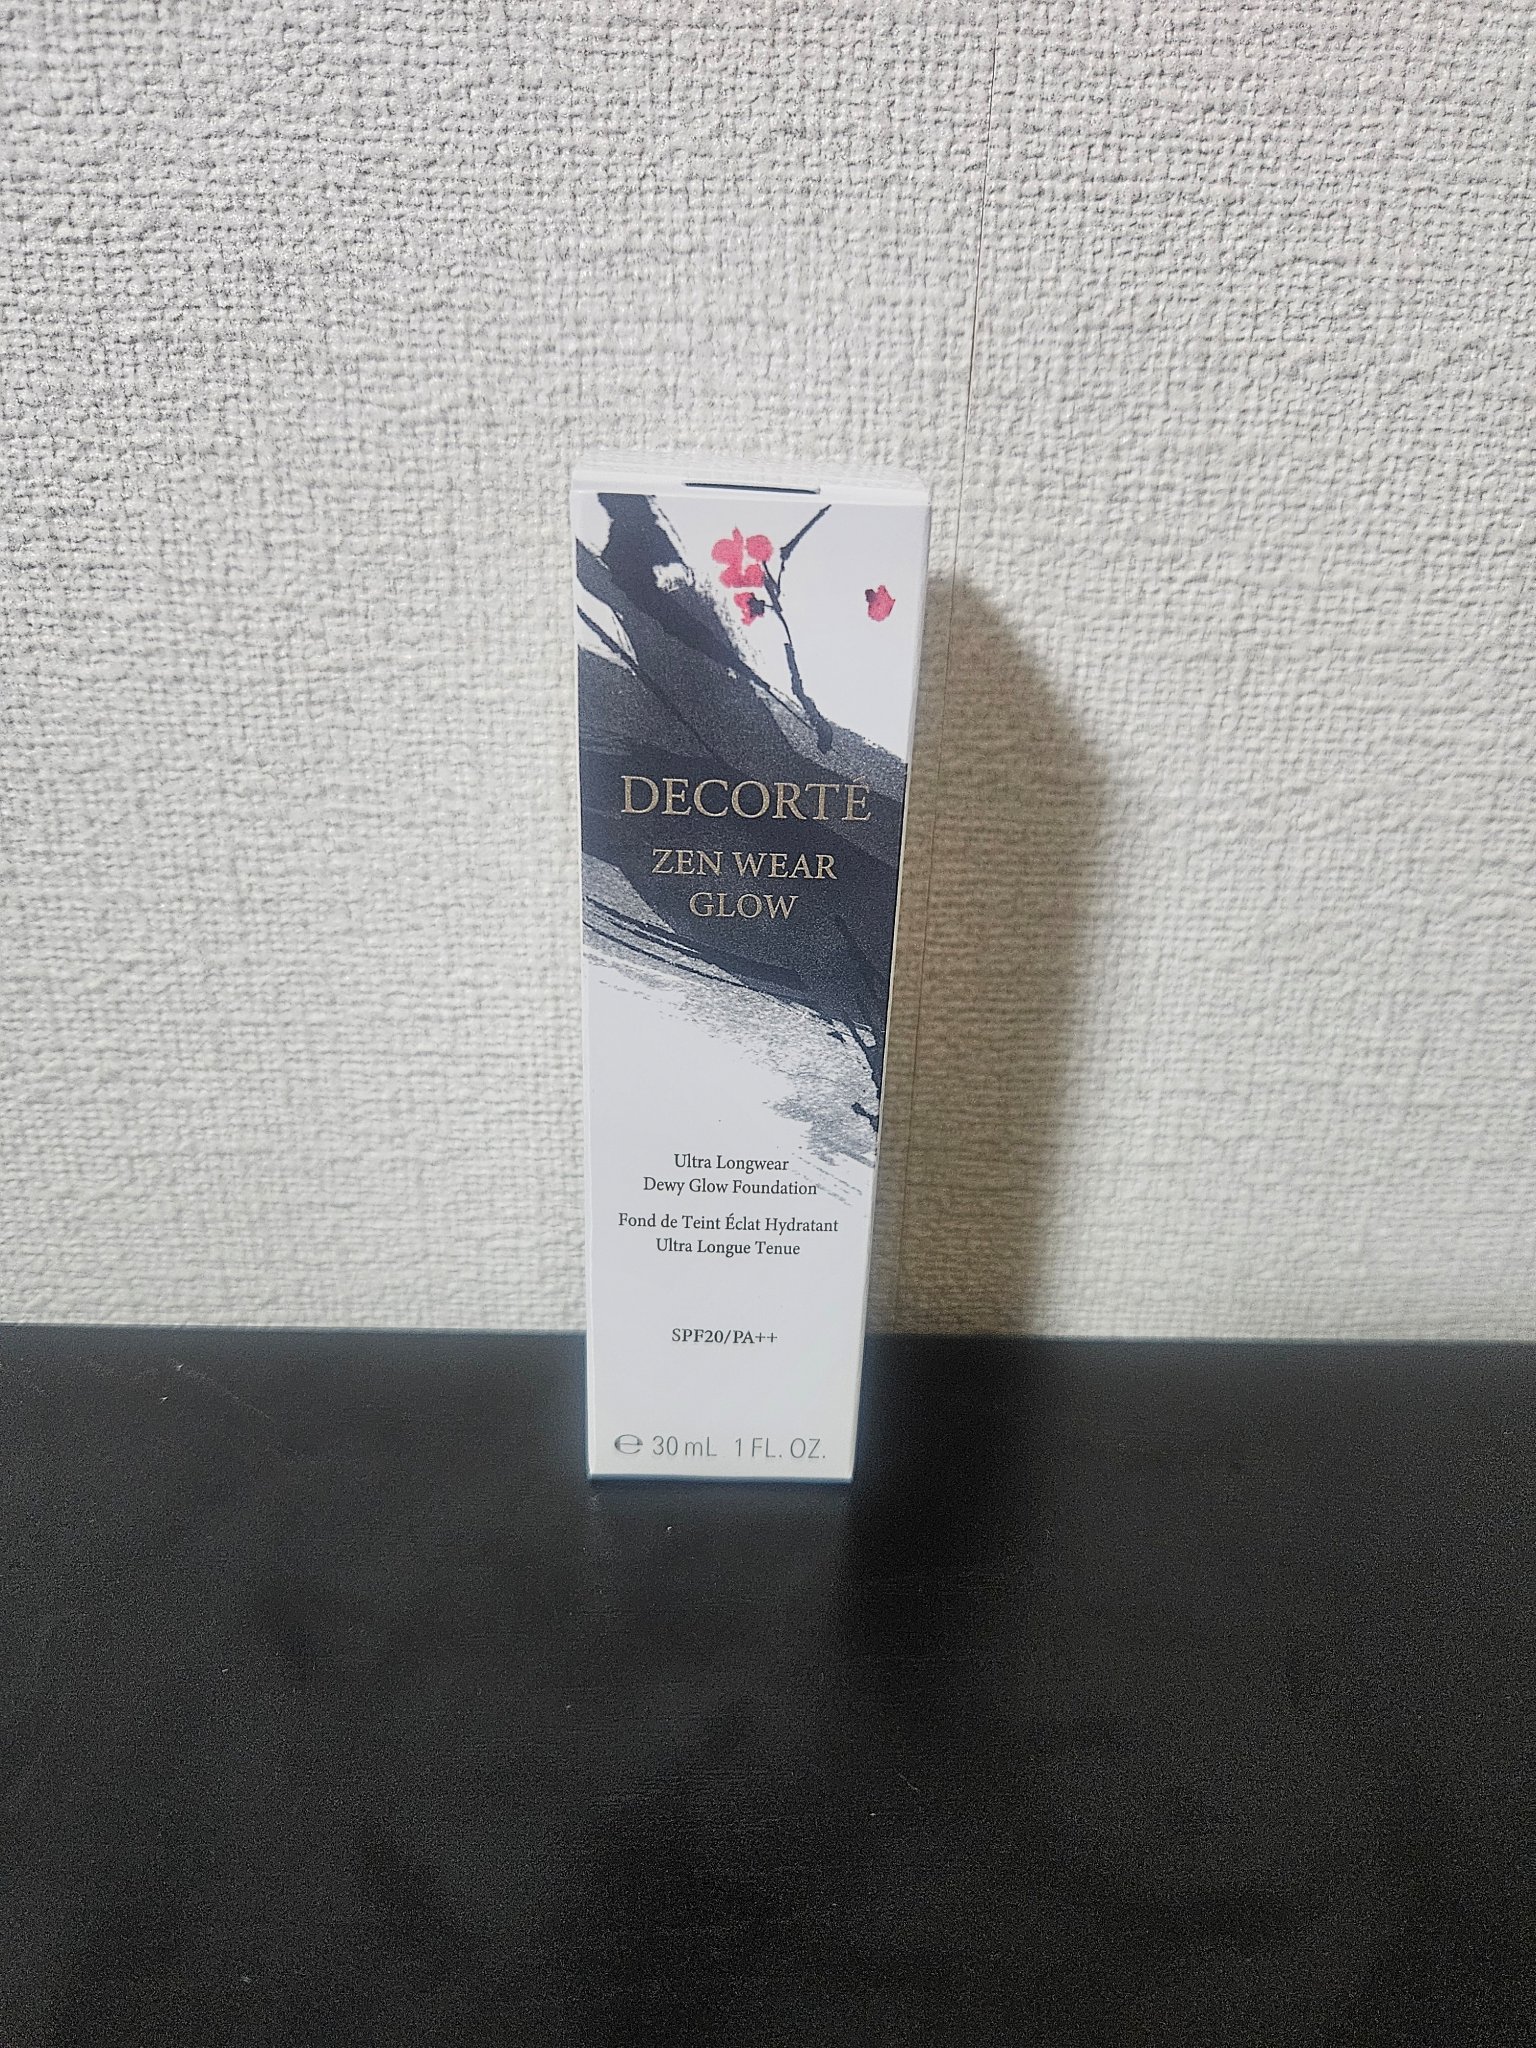 DECORTÉ
ZEN WEAR
GLOW
Ultra Longwear
Dewy Glow Foundation
Fond de Teint Éclat Hydratant
Ultra Longue Tenue
SPF20/PA++
℮ 30 mL 1 FL. OZ.